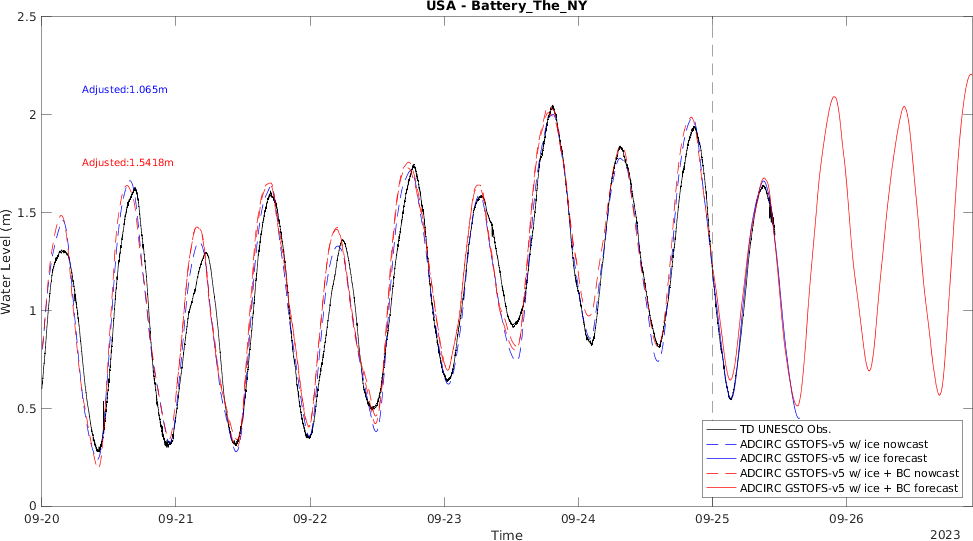 USA - Battery_The_NY
2.5
2
1.5
1
0.5
0
Water Level (m)
Adjusted:1.065m
Adjusted:1.5418m
TD UNESCO Obs.
ADCIRC GSTOFS-v5 w/ ice nowcast
ADCIRC GSTOFS-v5 w/ ice forecast
ADCIRC GSTOFS-v5 w/ ice + BC nowcast
ADCIRC GSTOFS-v5 w/ ice + BC forecast
09-20 09-21 09-22 09-23 09-24 09-25 09-26
Time
2023